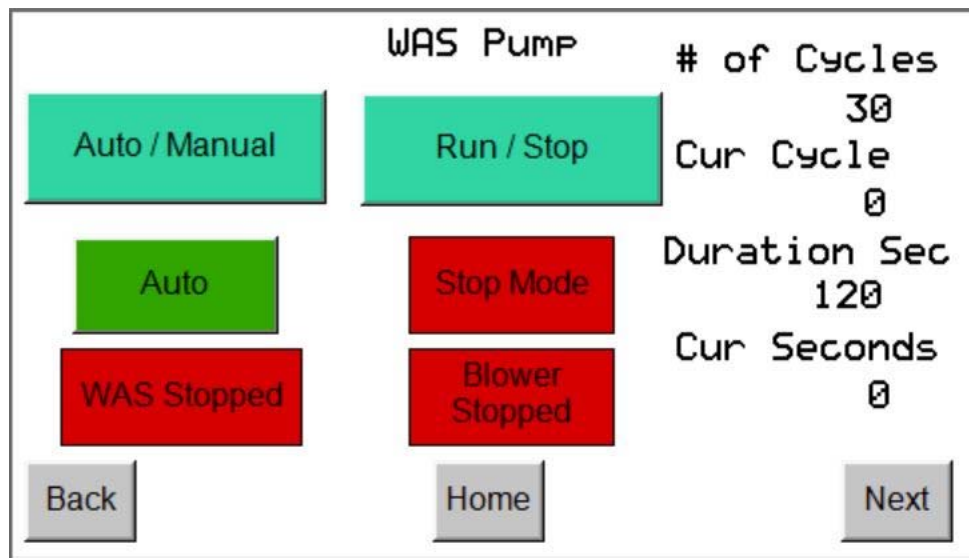 WAS Pump
# of Cycles
30
Auto / Manual
Run / Stop
Cur Cycle
0
Auto
Stop Mode
Duration Sec
120
WAS Stopped
Blower
Stopped
Cur Seconds
0
Back
Home
Next